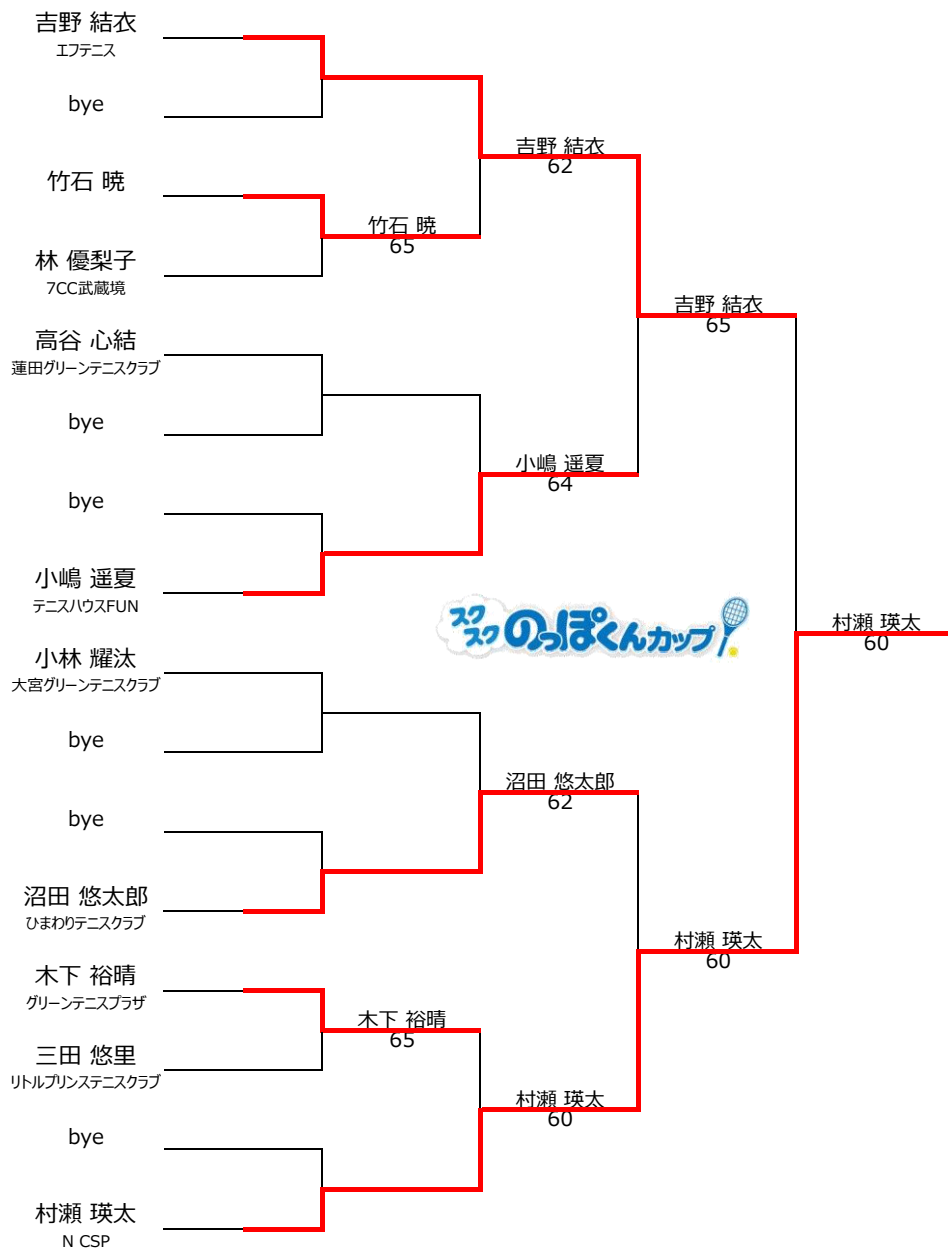 吉野 結衣
エフテニス
bye
竹石 暁
林 優梨子
7CC武蔵境
高谷 心結
蓮田グリーンテニスクラブ
bye
bye
小嶋 遥夏
テニスハウスFUN
小林 耀汰
大宮グリーンテニスクラブ
bye
bye
沼田 悠太郎
ひまわりテニスクラブ
木下 裕晴
グリーンテニスプラザ
三田 悠里
リトルプリンステニスクラブ
bye
村瀬 瑛太
N CSP
竹石 暁
65
木下 裕晴
65
吉野 結衣
62
小嶋 遥夏
64
スクスクのっぽくんカップ
沼田 悠太郎
62
村瀬 瑛太
60
吉野 結衣
65
村瀬 瑛太
60
村瀬 瑛太
60